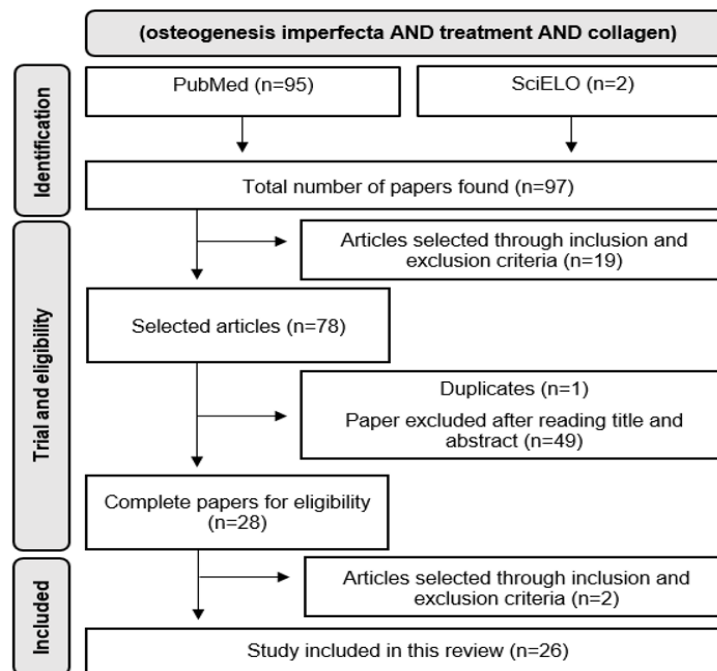 (osteogenesis imperfecta AND treatment AND collagen)
Identification
PubMed (n=95)
SciELO (n=2)
Total number of papers found (n=97)
Trial and eligibility
Articles selected through inclusion and
exclusion criteria (n=19)
Selected articles (n=78)
Duplicates (n=1)
Paper excluded after reading title and
abstract (n=49)
Complete papers for eligibility
(n=28)
Included
Articles selected through inclusion and
exclusion criteria (n=2)
Study included in this review (n=26)